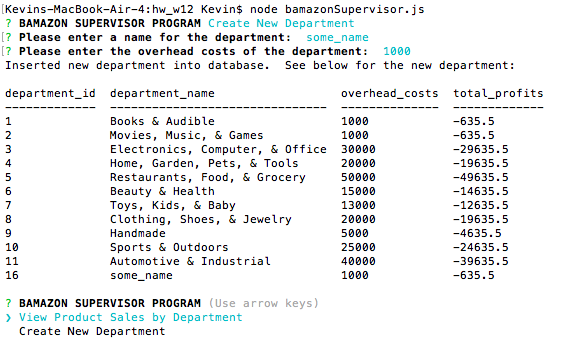 Kevins-MacBook-Air-4:hw_w12 Kevin$ node bamazonSupervisor.js
? BAMAZON SUPERVISOR PROGRAM Create New Department
[? Please enter a name for the department:  some_name
[? Please enter the overhead costs of the department:  1000
Inserted new department into database.  See below for the new department:
department_id  department_name                   overhead_costs  total_profits
-------------  --------------------------------  --------------  -------------
1              Books & Audible                   1000            -635.5
2              Movies, Music, & Games            1000            -635.5
3              Electronics, Computer, & Office   30000           -29635.5
4              Home, Garden, Pets, & Tools       20000           -19635.5
5              Restaurants, Food, & Grocery      50000           -49635.5
6              Beauty & Health                   15000           -14635.5
7              Toys, Kids, & Baby                13000           -12635.5
8              Clothing, Shoes, & Jewelry        20000           -19635.5
9              Handmade                          5000            -4635.5
10             Sports & Outdoors                 25000           -24635.5
11             Automotive & Industrial           40000           -39635.5
16             some_name                         1000            -635.5
? BAMAZON SUPERVISOR PROGRAM (Use arrow keys)
❯ View Product Sales by Department
  Create New Department